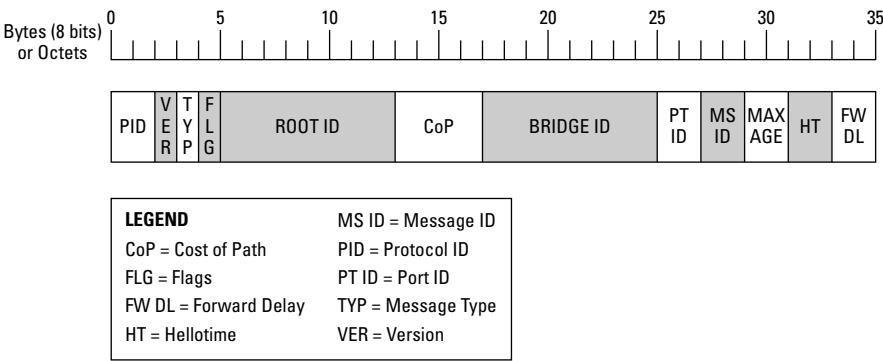 0 5 10 15 20 25 30 35
Bytes (8 bits)
or Octets
PID
VER
TYP
FLG
ROOT ID
CoP
BRIDGE ID
PT
ID
MS
ID
MAX
AGE
HT
FW
DL
LEGEND
CoP = Cost of Path
FLG = Flags
FW DL = Forward Delay
HT = Hellotime
MS ID = Message ID
PID = Protocol ID
PT ID = Port ID
TYP = Message Type
VER = Version